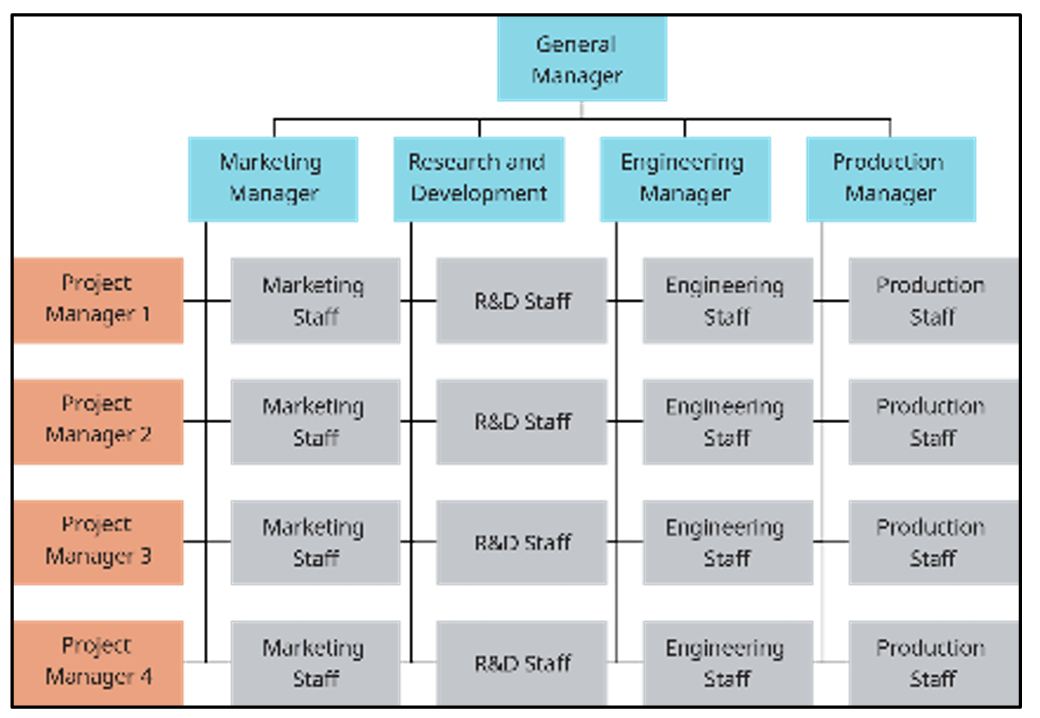 General
Manager
Marketing
Manager
Research and
Development
Engineering
Manager
Production
Manager
Project
Manager 1
Marketing
Staff
R&D Staff
Engineering
Staff
Production
Staff
Project
Manager 2
Marketing
Staff
R&D Staff
Engineering
Staff
Production
Staff
Project
Manager 3
Marketing
Staff
R&D Staff
Engineering
Staff
Production
Staff
Project
Manager 4
Marketing
Staff
R&D Staff
Engineering
Staff
Production
Staff